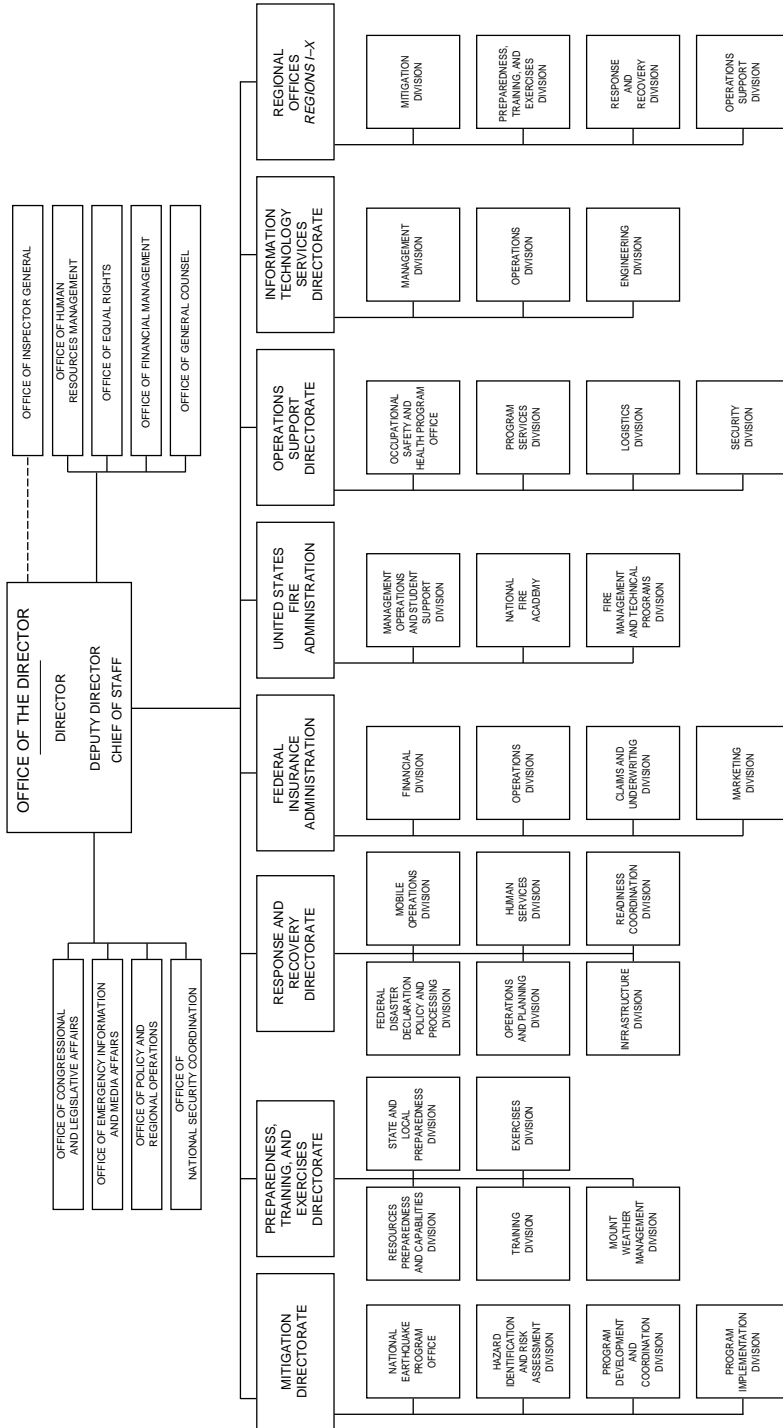 OFFICE OF THE DIRECTOR
DIRECTOR
DEPUTY DIRECTOR
CHIEF OF STAFF
OFFICE OF CONGRESSIONAL
AND LEGISLATIVE AFFAIRS
OFFICE OF EMERGENCY INFORMATION
AND MEDIA AFFAIRS
OFFICE OF POLICY AND
REGIONAL OPERATIONS
OFFICE OF
NATIONAL SECURITY COORDINATION
OFFICE OF INSPECTOR GENERAL
OFFICE OF HUMAN
RESOURCES MANAGEMENT
OFFICE OF EQUAL RIGHTS
OFFICE OF FINANCIAL MANAGEMENT
OFFICE OF GENERAL COUNSEL
MITIGATION
DIRECTORATE
NATIONAL
EARTHQUAKE
PROGRAM
OFFICE
HAZARD
IDENTIFICATION
AND RISK
ASSESSMENT
DIVISION
PROGRAM
DEVELOPMENT
AND
COORDINATION
DIVISION
PROGRAM
IMPLEMENTATION
DIVISION
PREPAREDNESS,
TRAINING, AND
EXERCISES
DIRECTORATE
RESOURCES
PREPAREDNESS
AND CAPABILITIES
DIVISION
STATE AND
LOCAL
PREPAREDNESS
DIVISION
TRAINING
DIVISION
EXERCISES
DIVISION
MOUNT
WEATHER
MANAGEMENT
DIVISION
RESPONSE AND
RECOVERY
DIRECTORATE
FEDERAL
DISASTER
DECLARATION
POLICY AND
PROCESSING
DIVISION
MOBILE
OPERATIONS
DIVISION
OPERATIONS
AND PLANNING
DIVISION
HUMAN
SERVICES
DIVISION
INFRASTRUCTURE
DIVISION
READINESS
COORDINATION
DIVISION
FEDERAL
INSURANCE
ADMINISTRATION
FINANCIAL
DIVISION
OPERATIONS
DIVISION
CLAIMS AND
UNDERWRITING
DIVISION
MARKETING
DIVISION
UNITED STATES
FIRE
ADMINISTRATION
MANAGEMENT
OPERATIONS
AND STUDENT
SUPPORT
DIVISION
NATIONAL
FIRE
ACADEMY
FIRE
MANAGEMENT
AND TECHNICAL
PROGRAMS
DIVISION
OPERATIONS
SUPPORT
DIRECTORATE
OCCUPATIONAL
SAFETY AND
HEALTH PROGRAM
OFFICE
PROGRAM
SERVICES
DIVISION
LOGISTICS
DIVISION
SECURITY
DIVISION
INFORMATION
TECHNOLOGY
SERVICES
DIRECTORATE
MANAGEMENT
DIVISION
OPERATIONS
DIVISION
ENGINEERING
DIVISION
REGIONAL
OFFICES
REGIONS I–X
MITIGATION
DIVISION
PREPAREDNESS,
TRAINING, AND
EXERCISES
DIVISION
RESPONSE
AND
RECOVERY
DIVISION
OPERATIONS
SUPPORT
DIVISION